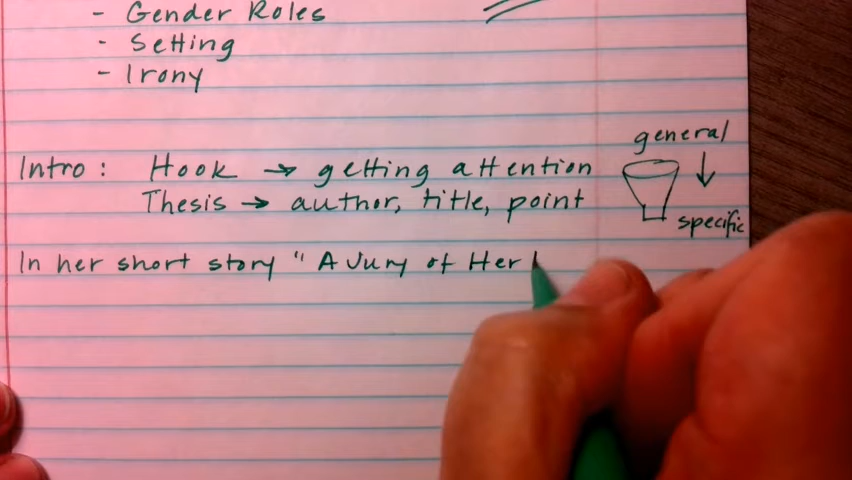 - Gender Roles
- Setting
- Irony
general
Intro: Hook → getting attention
Thesis → author, title, point
specific
In her short story "A Jury of Her